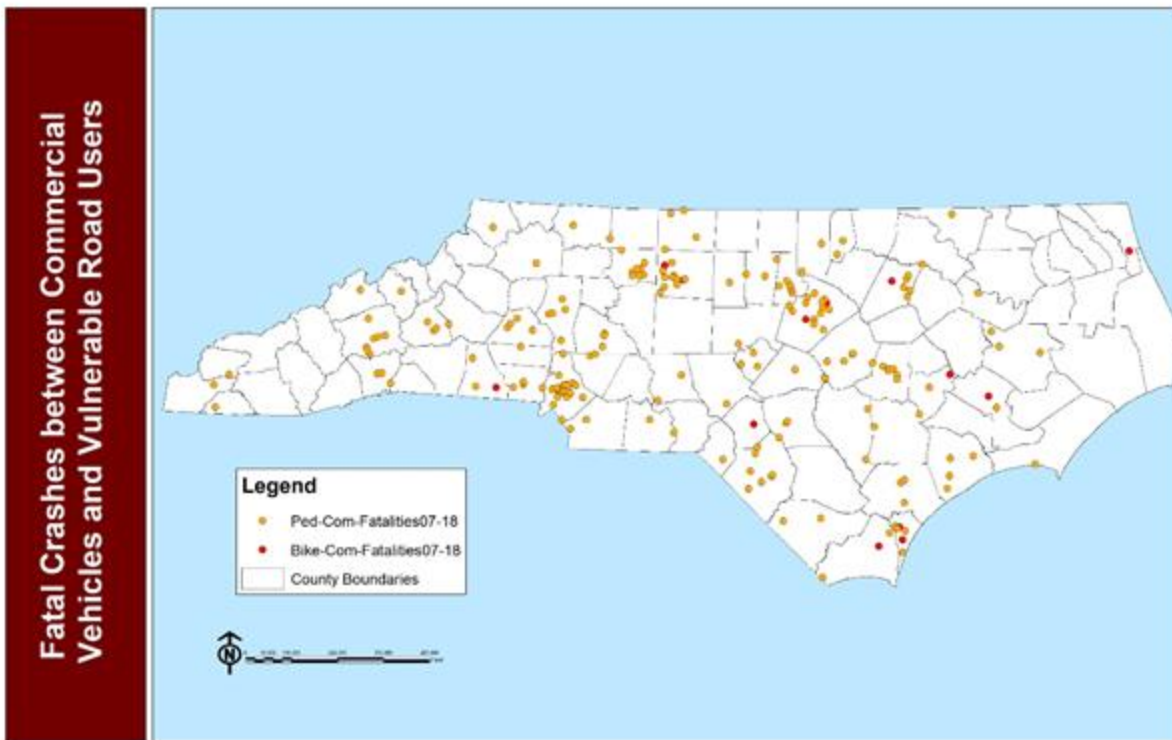 Fatal Crashes between Commercial
Vehicles and Vulnerable Road Users
Legend
Ped-Com-Fatalities07-18
Bike-Com-Fatalities07-18
County Boundaries
N